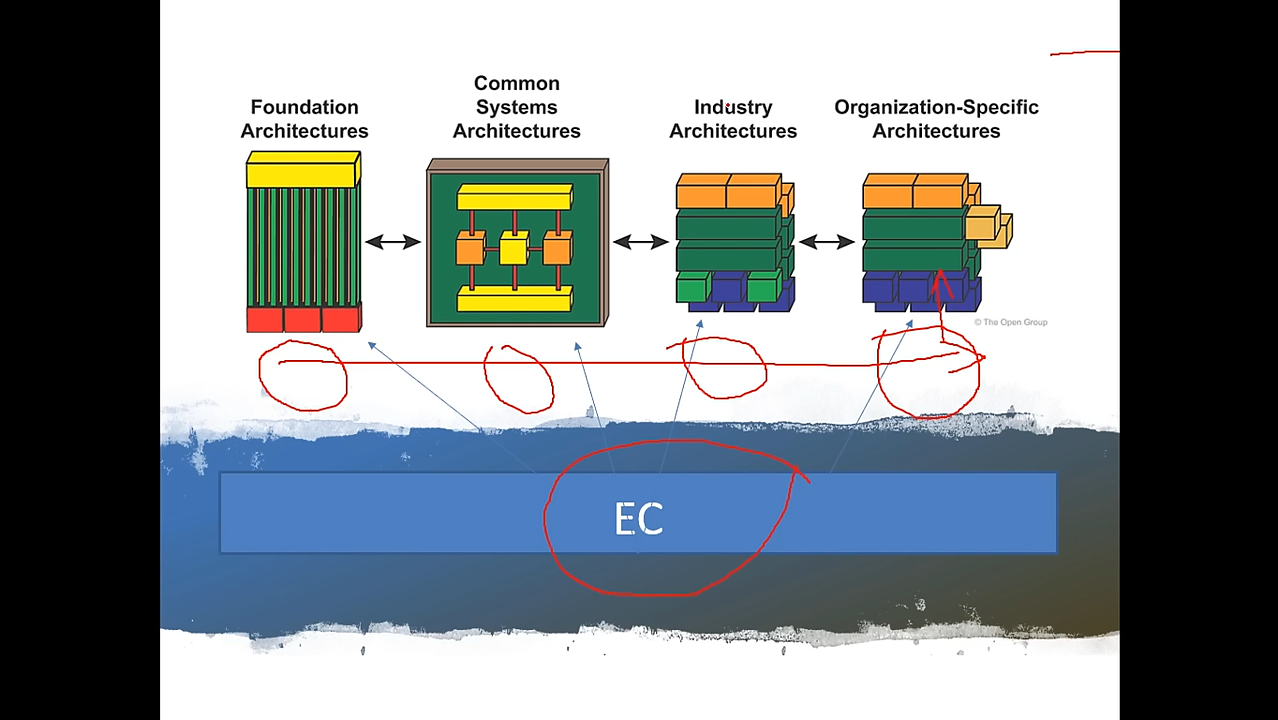 Foundation
Architectures
Common
Systems
Architectures
Industry
Architectures
Organization-Specific
Architectures
© The Open Group
EC